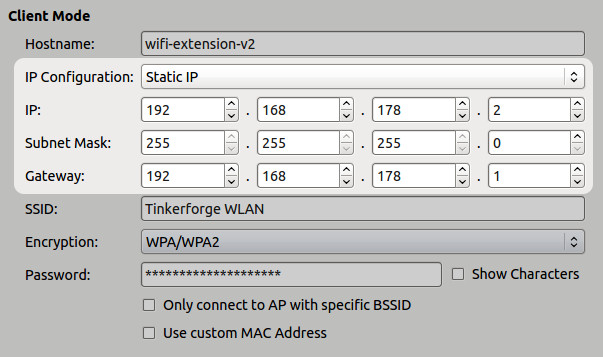 Client Mode
Hostname: wifi-extension-v2
IP Configuration: Static IP
IP: 192 . 168 . 178 . 2
Subnet Mask: 255 . 255 . 255 . 0
Gateway: 192 . 168 . 178 . 1
SSID: Tinkerforge WLAN
Encryption: WPA/WPA2
Password: ******************** Show Characters
Only connect to AP with specific BSSID
Use custom MAC Address